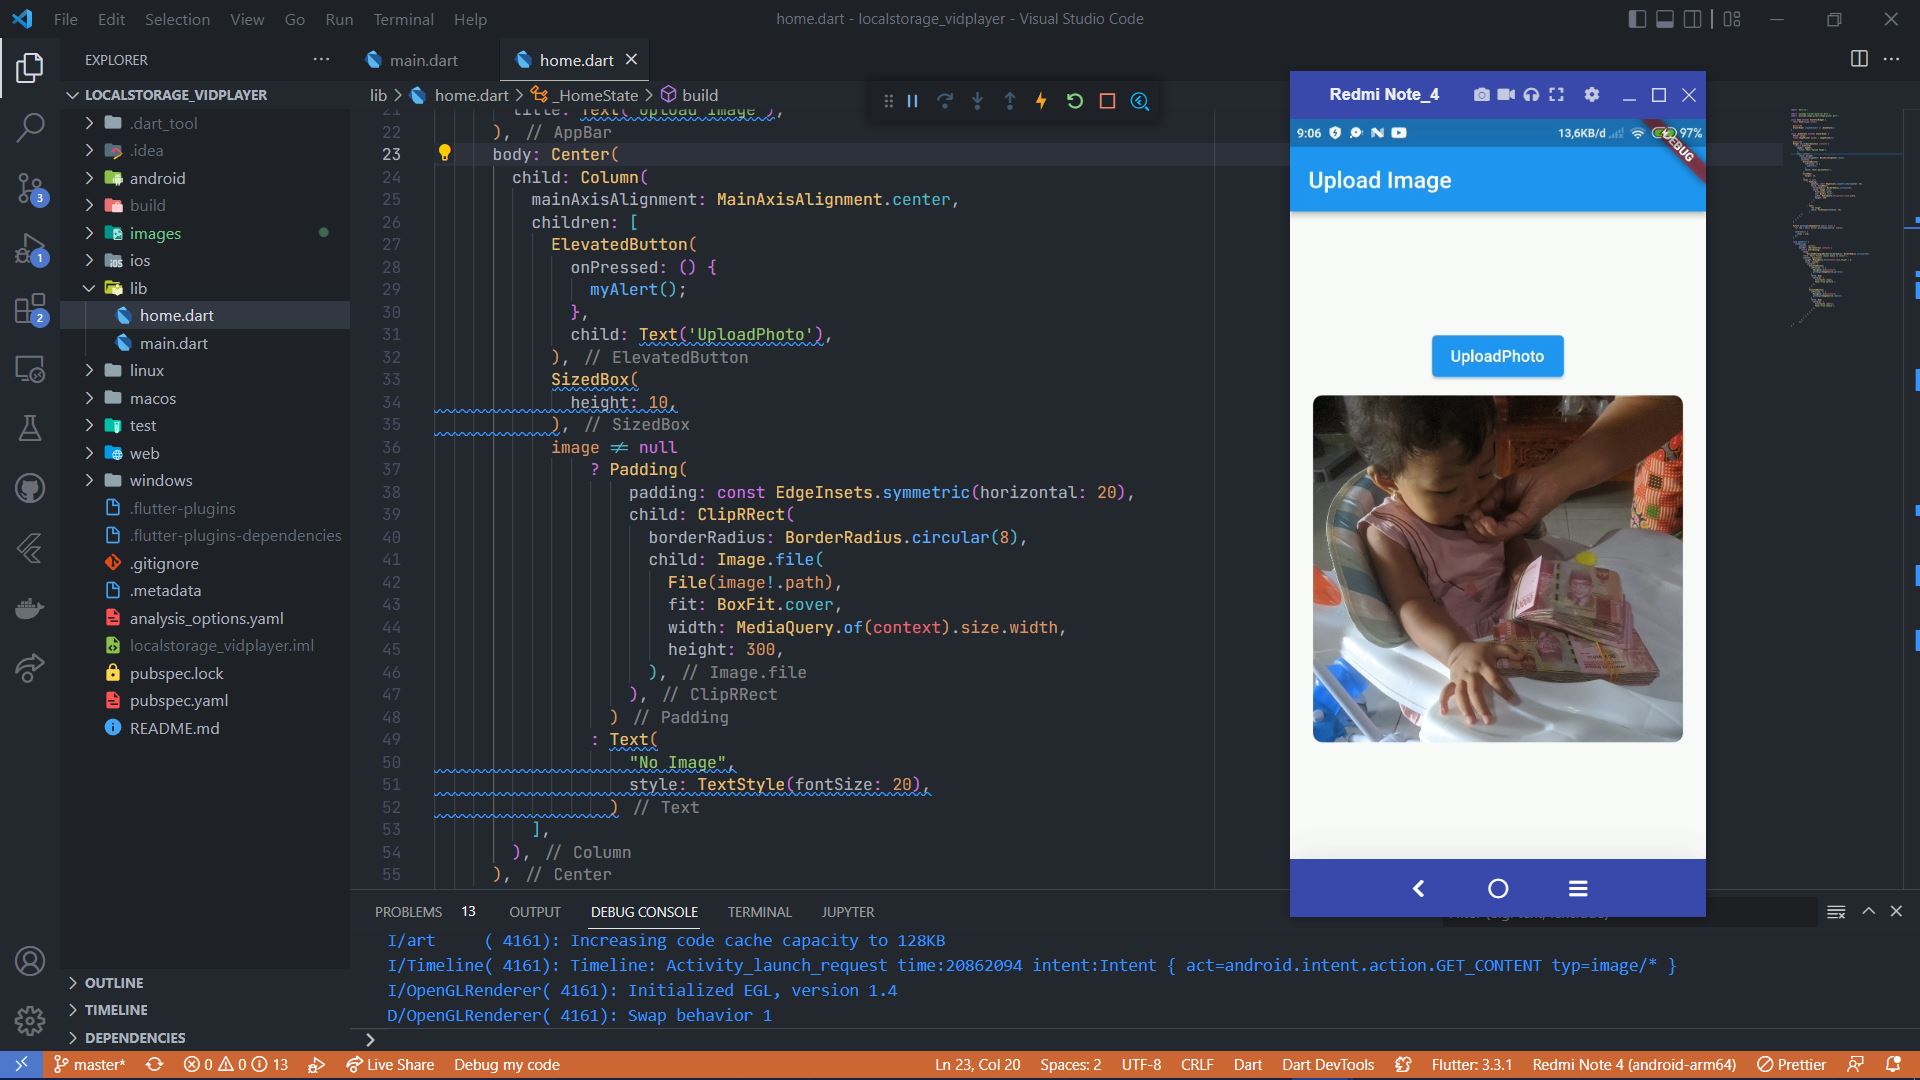 File Edit Selection View Go Run Terminal Help
home.dart - localstorage_vidplayer - Visual Studio Code
EXPLORER
LOCALSTORAGE_VIDPLAYER
.dart_tool
.idea
android
build
images
ios
lib
home.dart
main.dart
linux
macos
test
web
windows
.flutter-plugins
.flutter-plugins-dependencies
.gitignore
.metadata
analysis_options.yaml
localstorage_vidplayer.iml
pubspec.lock
pubspec.yaml
README.md
OUTLINE
TIMELINE
DEPENDENCIES
3
1
2
main.dart
home.dart
lib > home.dart > _HomeState > build
21 title: Text('Upload Image'),
22 ), // AppBar
23 body: Center(
24 child: Column(
25 mainAxisAlignment: MainAxisAlignment.center,
26 children: [
27 ElevatedButton(
28 onPressed: () {
29 myAlert();
30 },
31 child: Text('UploadPhoto'),
32 ), // ElevatedButton
33 SizedBox(
34 height: 10,
35 ), // SizedBox
36 image != null
37 ? Padding(
38 padding: const EdgeInsets.symmetric(horizontal: 20),
39 child: ClipRRect(
40 borderRadius: BorderRadius.circular(8),
41 child: Image.file(
42 File(image!.path),
43 fit: BoxFit.cover,
44 width: MediaQuery.of(context).size.width,
45 height: 300,
46 ), // Image.file
47 ), // ClipRRect
48 ) // Padding
49 : Text(
50 "No Image",
51 style: TextStyle(fontSize: 20),
52 ) // Text
53 ],
54 ), // Column
55 ), // Center
Redmi Note_4
9:06 13,6KB/d 97%
Upload Image
UploadPhoto
PROBLEMS 13 OUTPUT DEBUG CONSOLE TERMINAL JUPYTER
I/art     ( 4161): Increasing code cache capacity to 128KB
I/Timeline( 4161): Timeline: Activity_launch_request time:20862094 intent:Intent { act=android.intent.action.GET_CONTENT typ=image/* }
I/OpenGLRenderer( 4161): Initialized EGL, version 1.4
D/OpenGLRenderer( 4161): Swap behavior 1
master* 0 0 13 Live Share Debug my code
Ln 23, Col 20 Spaces: 2 UTF-8 CRLF Dart Dart DevTools Flutter: 3.3.1 Redmi Note 4 (android-arm64) Prettier